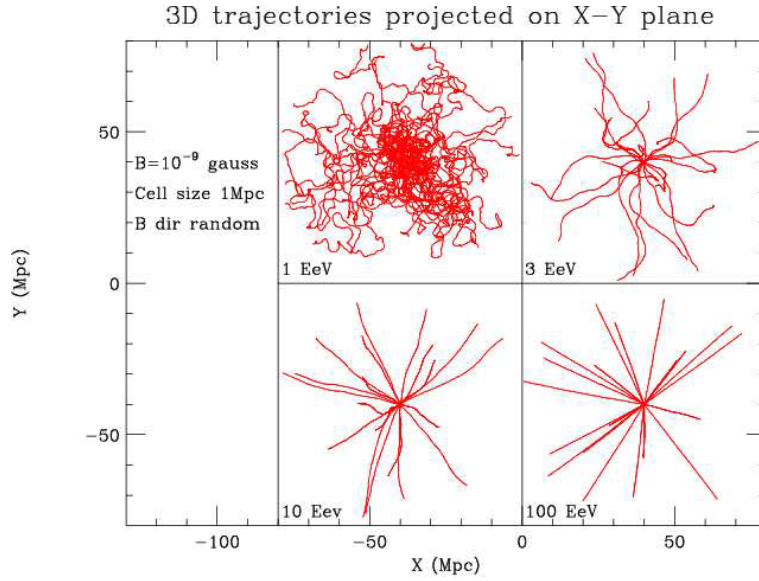 3D trajectories projected on X-Y plane
50
B=10⁻⁹ gauss
Cell size 1Mpc
B dir random
1 EeV
3 EeV
0
Y (Mpc)
-50
10 Eev
100 EeV
-100
-50
0
50
X (Mpc)